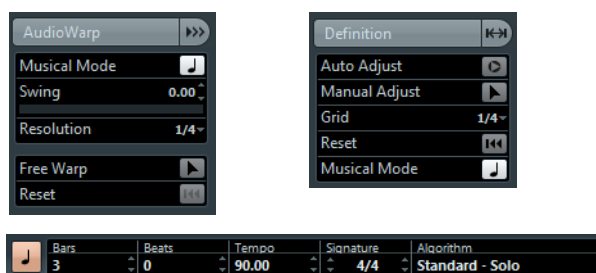 AudioWarp
Musical Mode
Swing 0.00
Resolution 1/4
Free Warp
Reset
Definition
Auto Adjust
Manual Adjust
Grid 1/4
Reset
Musical Mode
Bars Beats Tempo Signature Algorithm
3 0 90.00 4/4 Standard - Solo